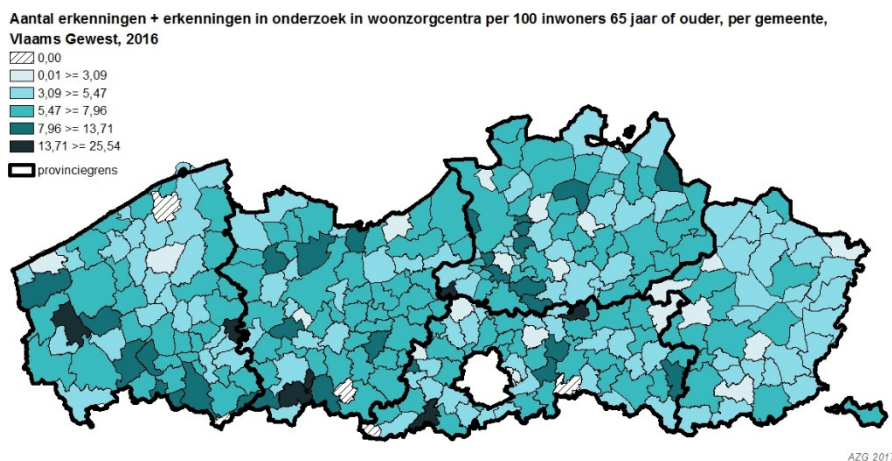 Aantal erkenningen + erkenningen in onderzoek in woonzorgcentra per 100 inwoners 65 jaar of ouder, per gemeente,
Vlaams Gewest, 2016
0,00
0,01 >= 3,09
3,09 >= 5,47
5,47 >= 7,96
7,96 >= 13,71
13,71 >= 25,54
provinciegrens
AZG 2017